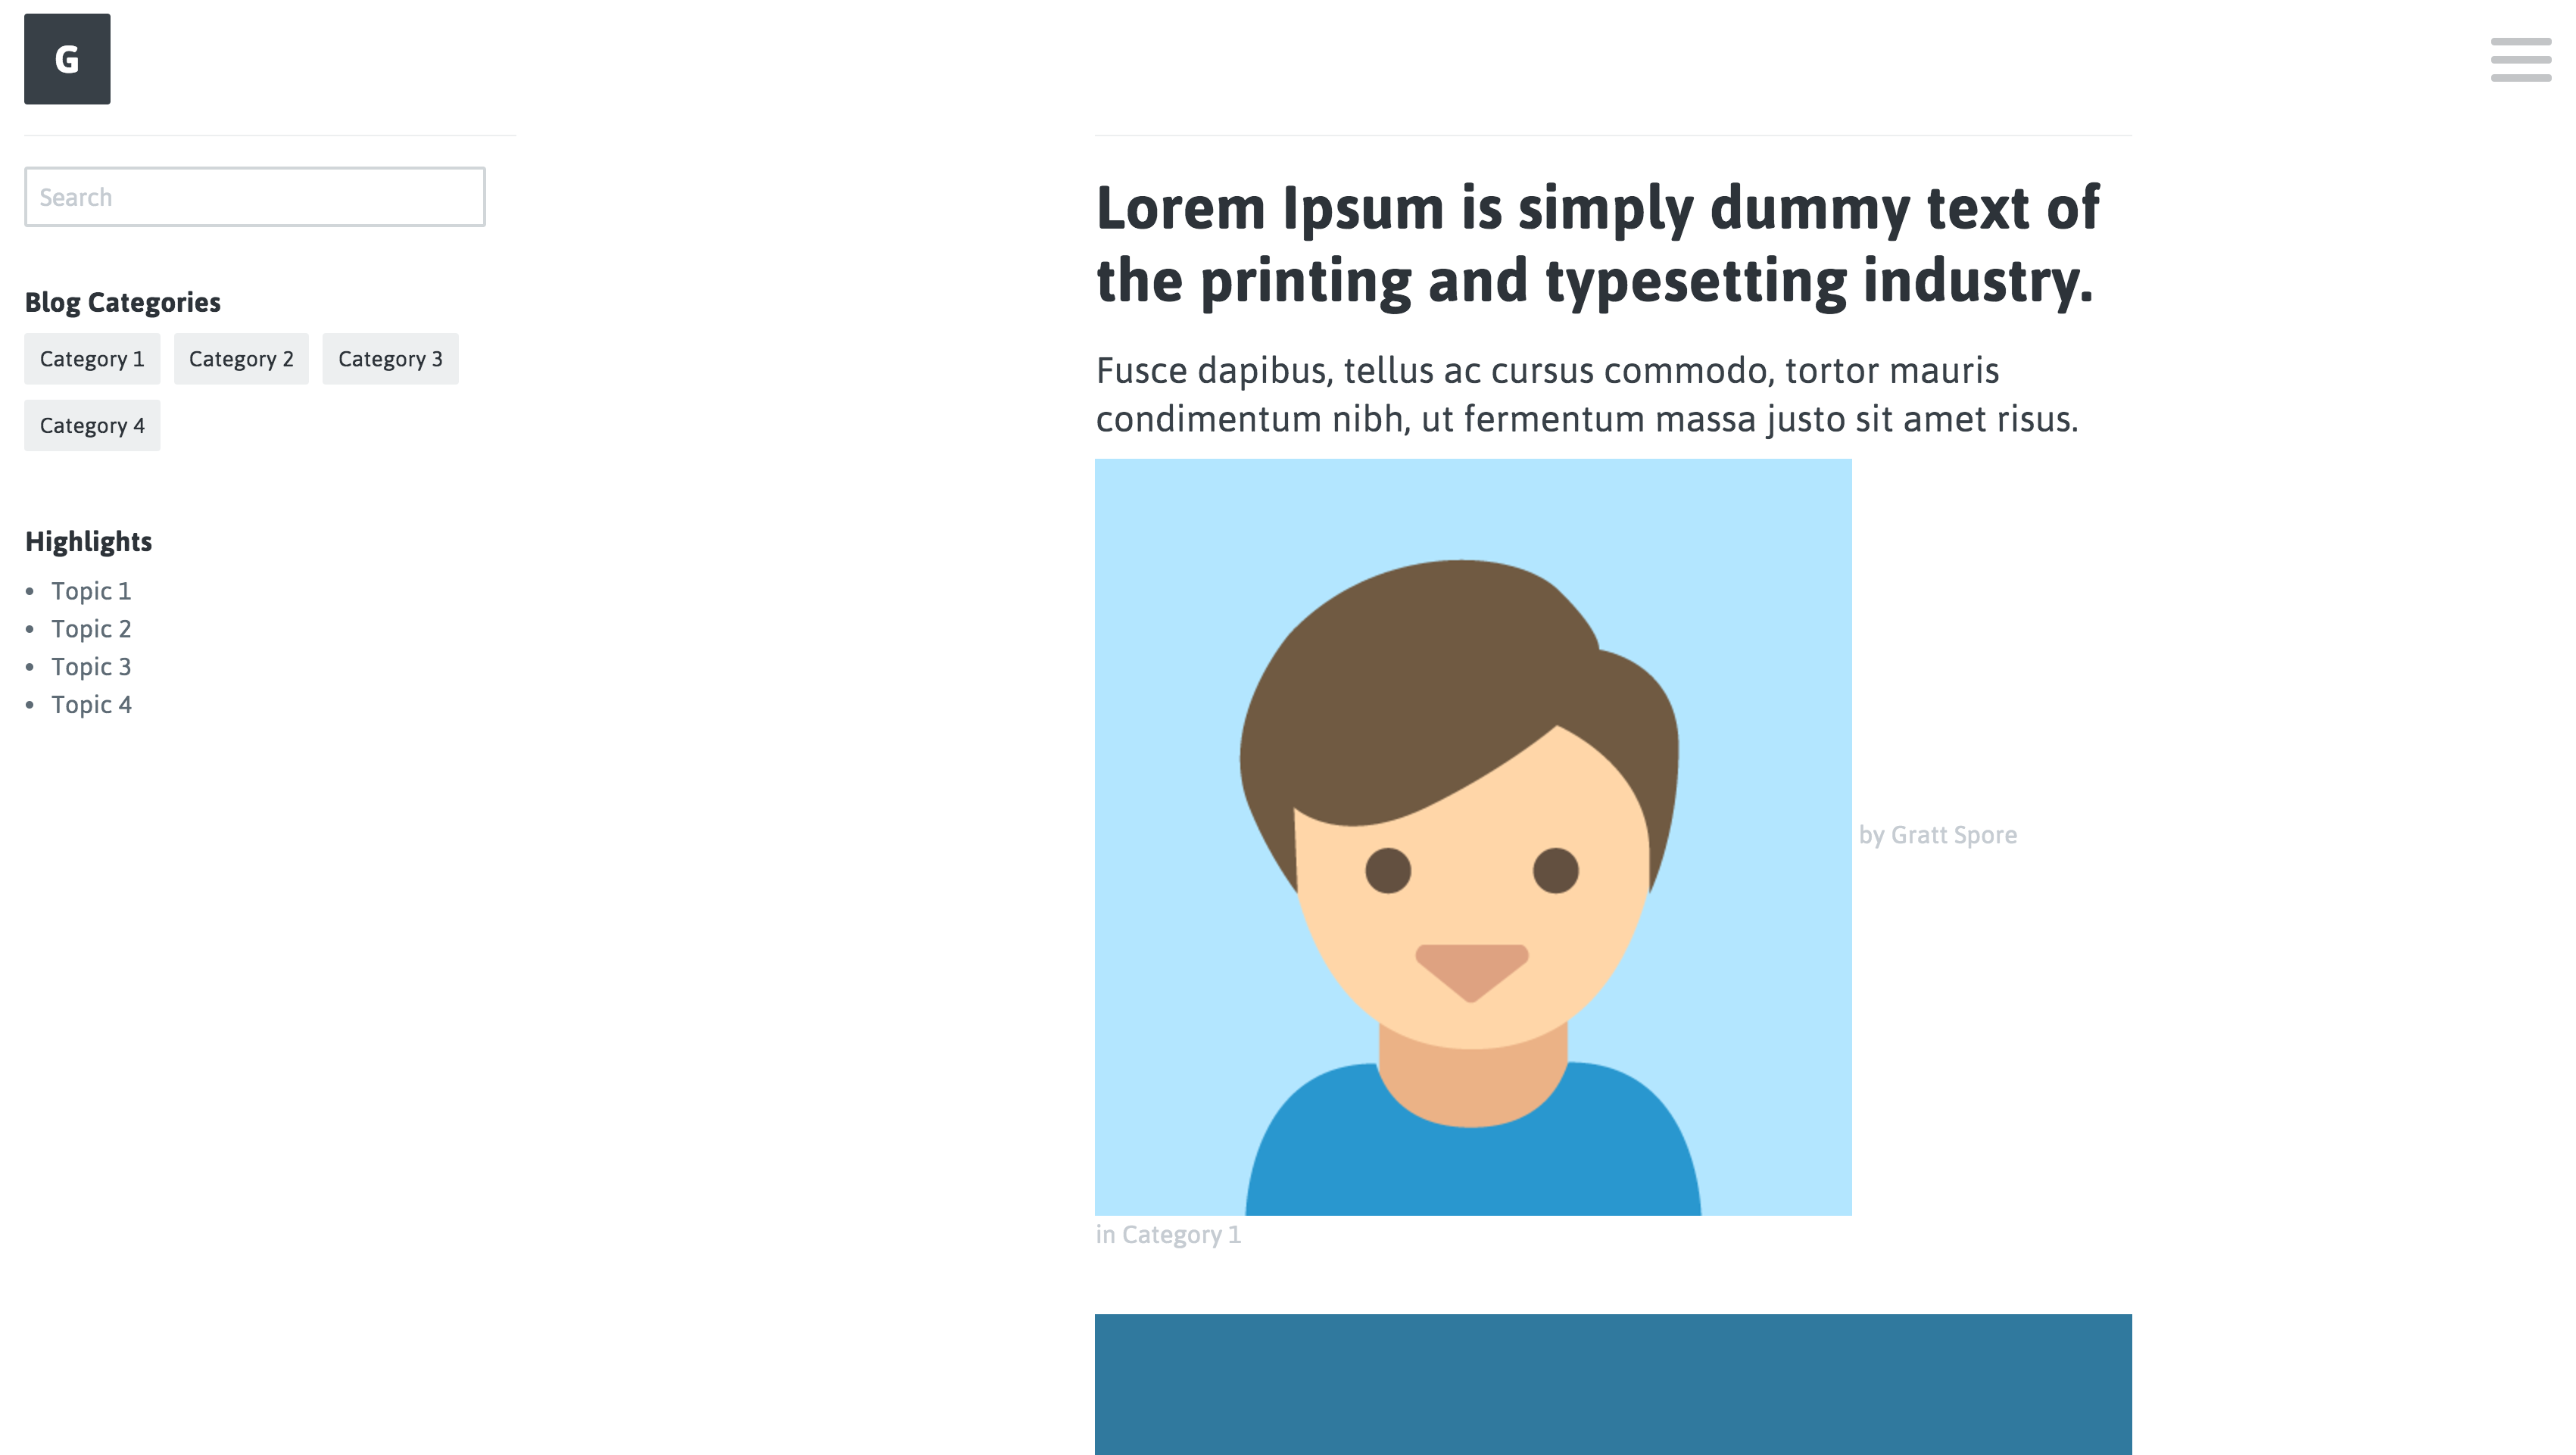 G
Search
Blog Categories
Category 1
Category 2
Category 3
Category 4
Highlights
• Topic 1
• Topic 2
• Topic 3
• Topic 4
Lorem Ipsum is simply dummy text of
the printing and typesetting industry.
Fusce dapibus, tellus ac cursus commodo, tortor mauris
condimentum nibh, ut fermentum massa justo sit amet risus.
by Gratt Spore
in Category 1